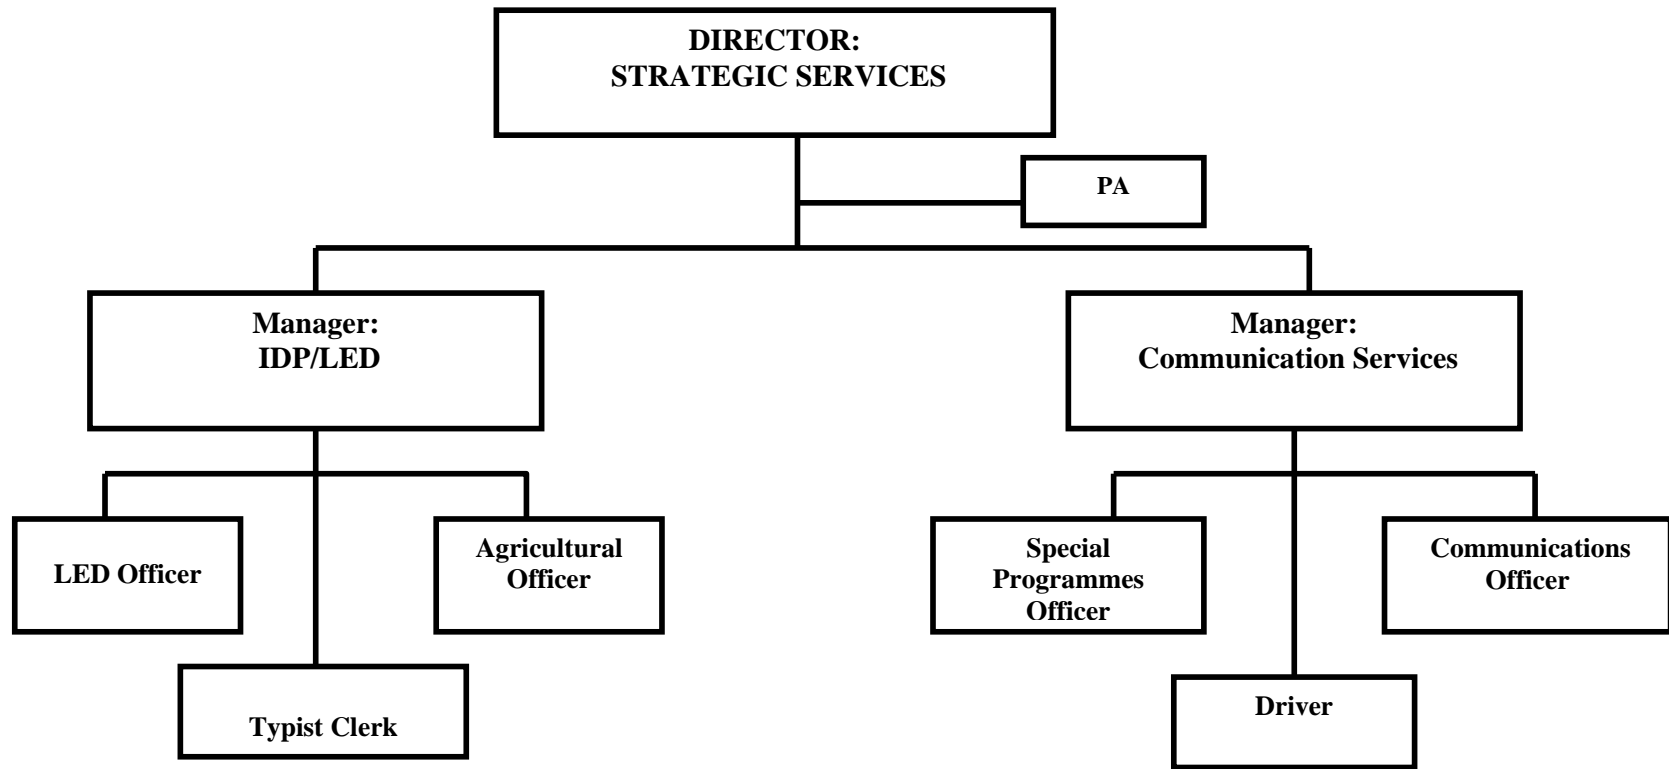 DIRECTOR:
STRATEGIC SERVICES
PA
Manager:
IDP/LED
Manager:
Communication Services
LED Officer
Agricultural
Officer
Special
Programmes
Officer
Communications
Officer
Typist Clerk
Driver